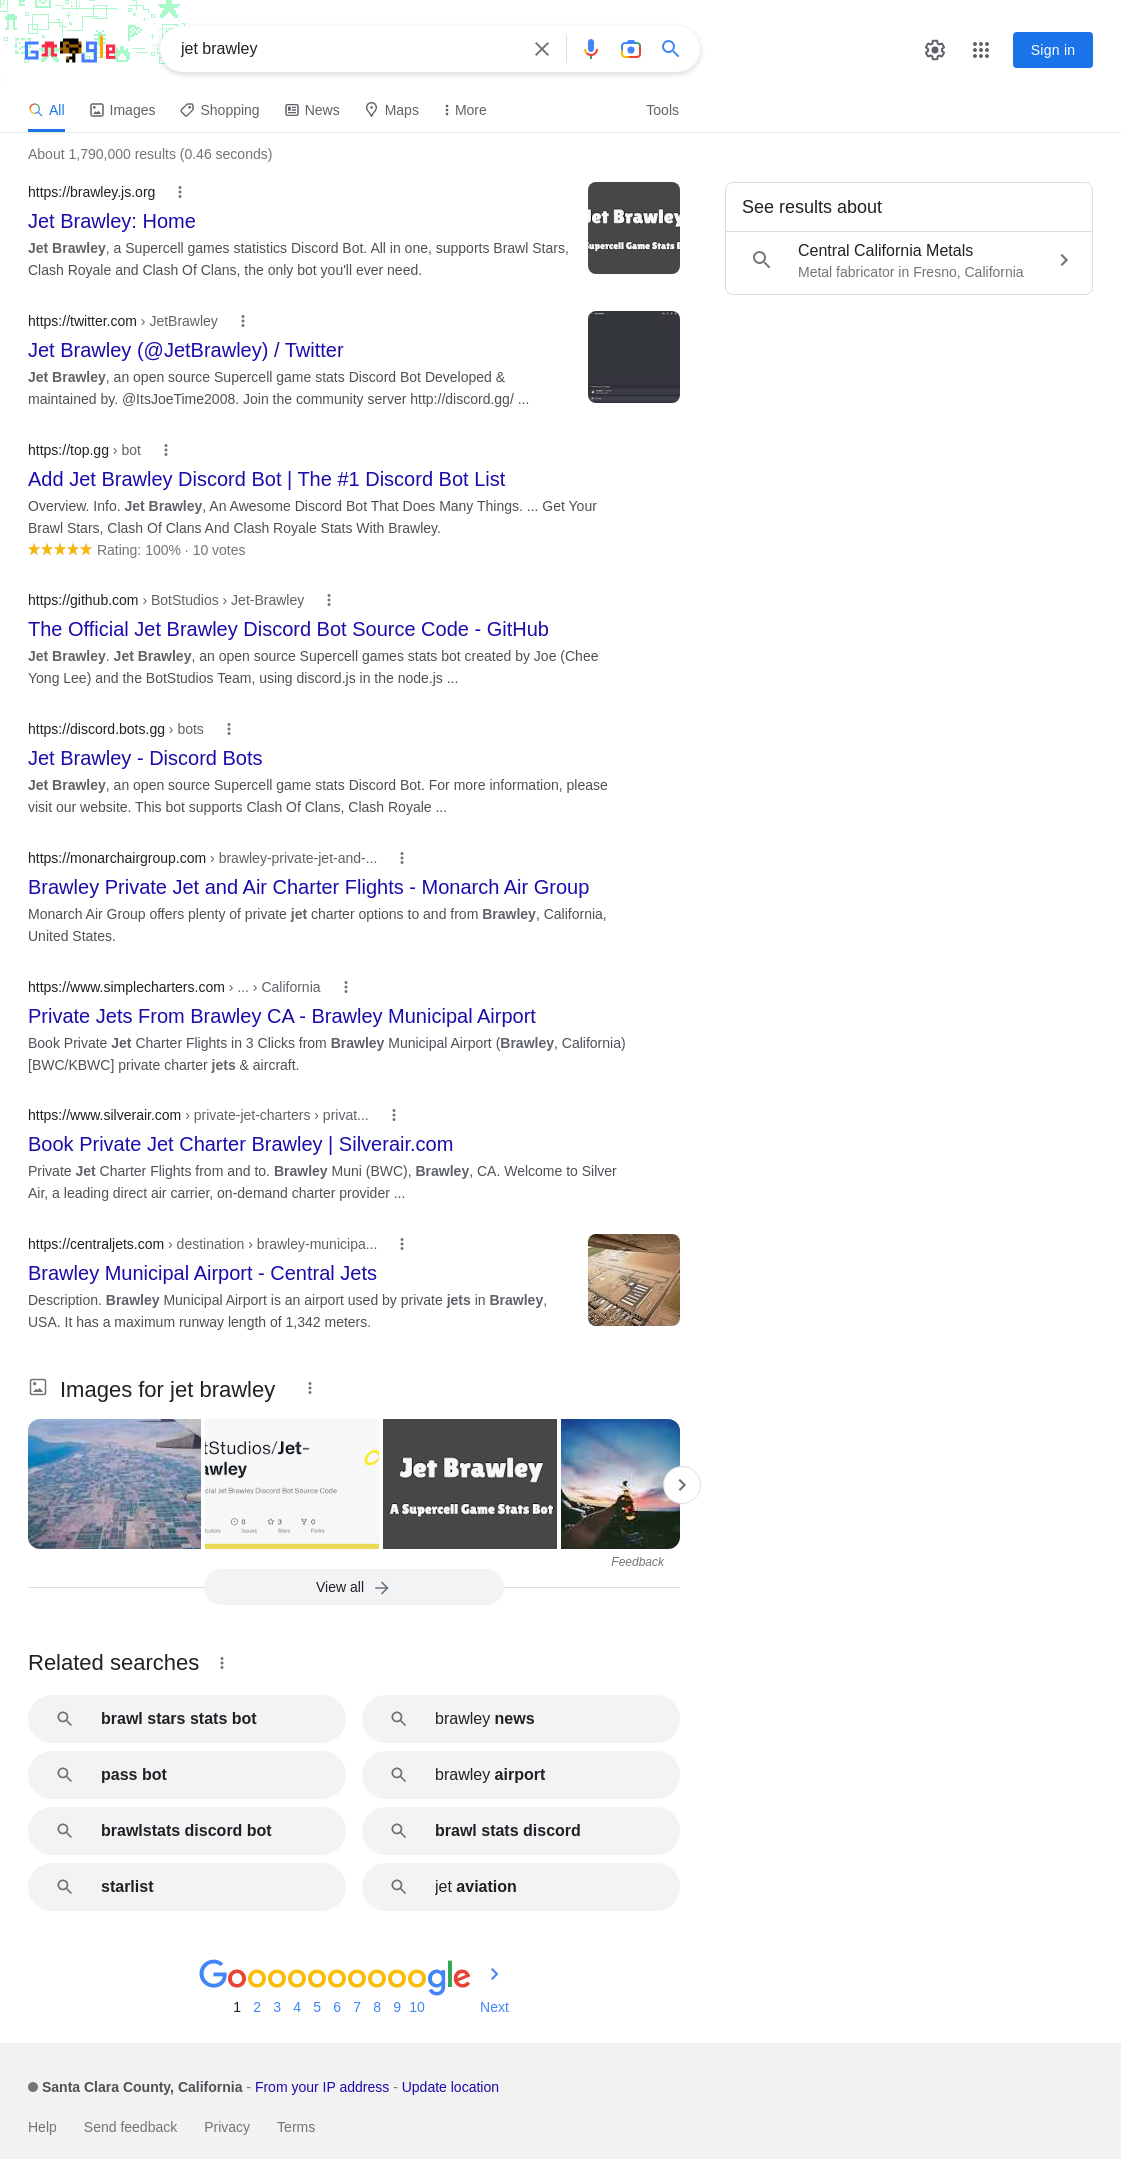 Google
jet brawley
Sign in
All
Images
Shopping
News
Maps
More
Tools
About 1,790,000 results (0.46 seconds)
https://brawley.js.org
Jet Brawley: Home
Jet Brawley, a Supercell games statistics Discord Bot. All in one, supports Brawl Stars,
Clash Royale and Clash Of Clans, the only bot you'll ever need.
Jet Brawley
Supercell Game Stats B
See results about
Central California Metals
Metal fabricator in Fresno, California
https://twitter.com › JetBrawley
Jet Brawley (@JetBrawley) / Twitter
Jet Brawley, an open source Supercell game stats Discord Bot Developed &
maintained by. @ItsJoeTime2008. Join the community server http://discord.gg/ ...
https://top.gg › bot
Add Jet Brawley Discord Bot | The #1 Discord Bot List
Overview. Info. Jet Brawley, An Awesome Discord Bot That Does Many Things. ... Get Your
Brawl Stars, Clash Of Clans And Clash Royale Stats With Brawley.
Rating: 100% · 10 votes
https://github.com › BotStudios › Jet-Brawley
The Official Jet Brawley Discord Bot Source Code - GitHub
Jet Brawley. Jet Brawley, an open source Supercell games stats bot created by Joe (Chee
Yong Lee) and the BotStudios Team, using discord.js in the node.js ...
https://discord.bots.gg › bots
Jet Brawley - Discord Bots
Jet Brawley, an open source Supercell game stats Discord Bot. For more information, please
visit our website. This bot supports Clash Of Clans, Clash Royale ...
https://monarchairgroup.com › brawley-private-jet-and-...
Brawley Private Jet and Air Charter Flights - Monarch Air Group
Monarch Air Group offers plenty of private jet charter options to and from Brawley, California,
United States.
https://www.simplecharters.com › ... › California
Private Jets From Brawley CA - Brawley Municipal Airport
Book Private Jet Charter Flights in 3 Clicks from Brawley Municipal Airport (Brawley, California)
[BWC/KBWC] private charter jets & aircraft.
https://www.silverair.com › private-jet-charters › privat...
Book Private Jet Charter Brawley | Silverair.com
Private Jet Charter Flights from and to. Brawley Muni (BWC), Brawley, CA. Welcome to Silver
Air, a leading direct air carrier, on-demand charter provider ...
https://centraljets.com › destination › brawley-municipa...
Brawley Municipal Airport - Central Jets
Description. Brawley Municipal Airport is an airport used by private jets in Brawley,
USA. It has a maximum runway length of 1,342 meters.
Images for jet brawley
tStudios/Jet-
awley
cial Jet Brawley Discord Bot Source Code
0 3 0
Issues Stars Forks
Jet Brawley
A Supercell Game Stats Bot
Feedback
View all
Related searches
brawl stars stats bot
brawley news
pass bot
brawley airport
brawlstats discord bot
brawl stats discord
starlist
jet aviation
Goooooooooogle
1 2 3 4 5 6 7 8 9 10 Next
Santa Clara County, California - From your IP address - Update location
Help Send feedback Privacy Terms